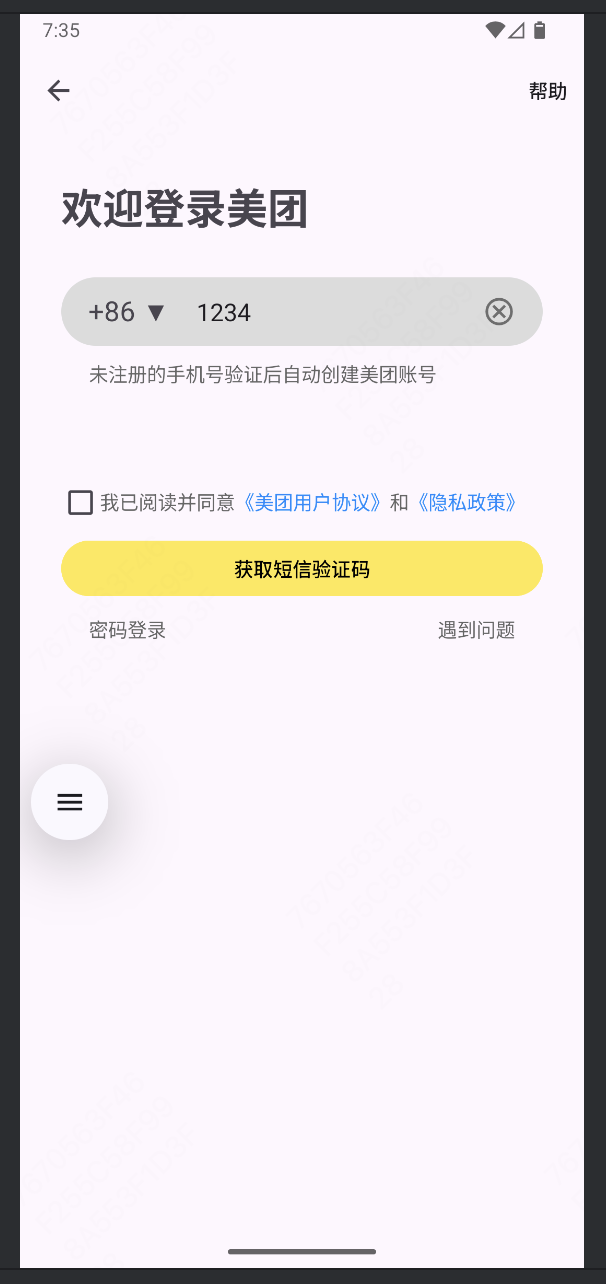 7:35
帮助
欢迎登录美团
+86 ▼ 1234
未注册的手机号验证后自动创建美团账号
我已阅读并同意《美团用户协议》和《隐私政策》
获取短信验证码
密码登录 遇到问题